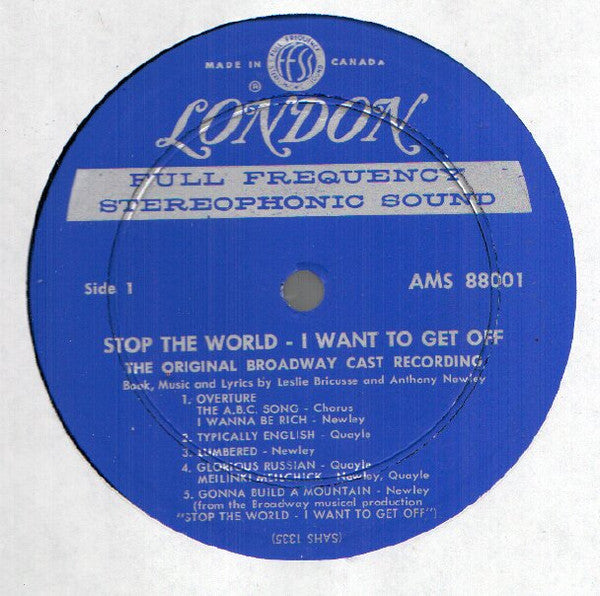 MADE IN CANADA
FULL FREQUENCY
FFSS
STEREOPHONIC SOUND
®
LONDON
FULL FREQUENCY
STEREOPHONIC SOUND
Side 1
AMS 88001
STOP THE WORLD - I WANT TO GET OFF
THE ORIGINAL BROADWAY CAST RECORDING
Book, Music and Lyrics by Leslie Bricusse and Anthony Newley
1. OVERTURE
THE A.B.C. SONG - Chorus
I WANNA BE RICH - Newley
2. TYPICALLY ENGLISH - Quayle
3. LUMBERED - Newley
4. GLORIOUS RUSSIAN - Quayle
MEILINKI MEILCHICK - Newley, Quayle
5. GONNA BUILD A MOUNTAIN - Newley
(from the Broadway musical production
"STOP THE WORLD - I WANT TO GET OFF")
(SAHS 1335)